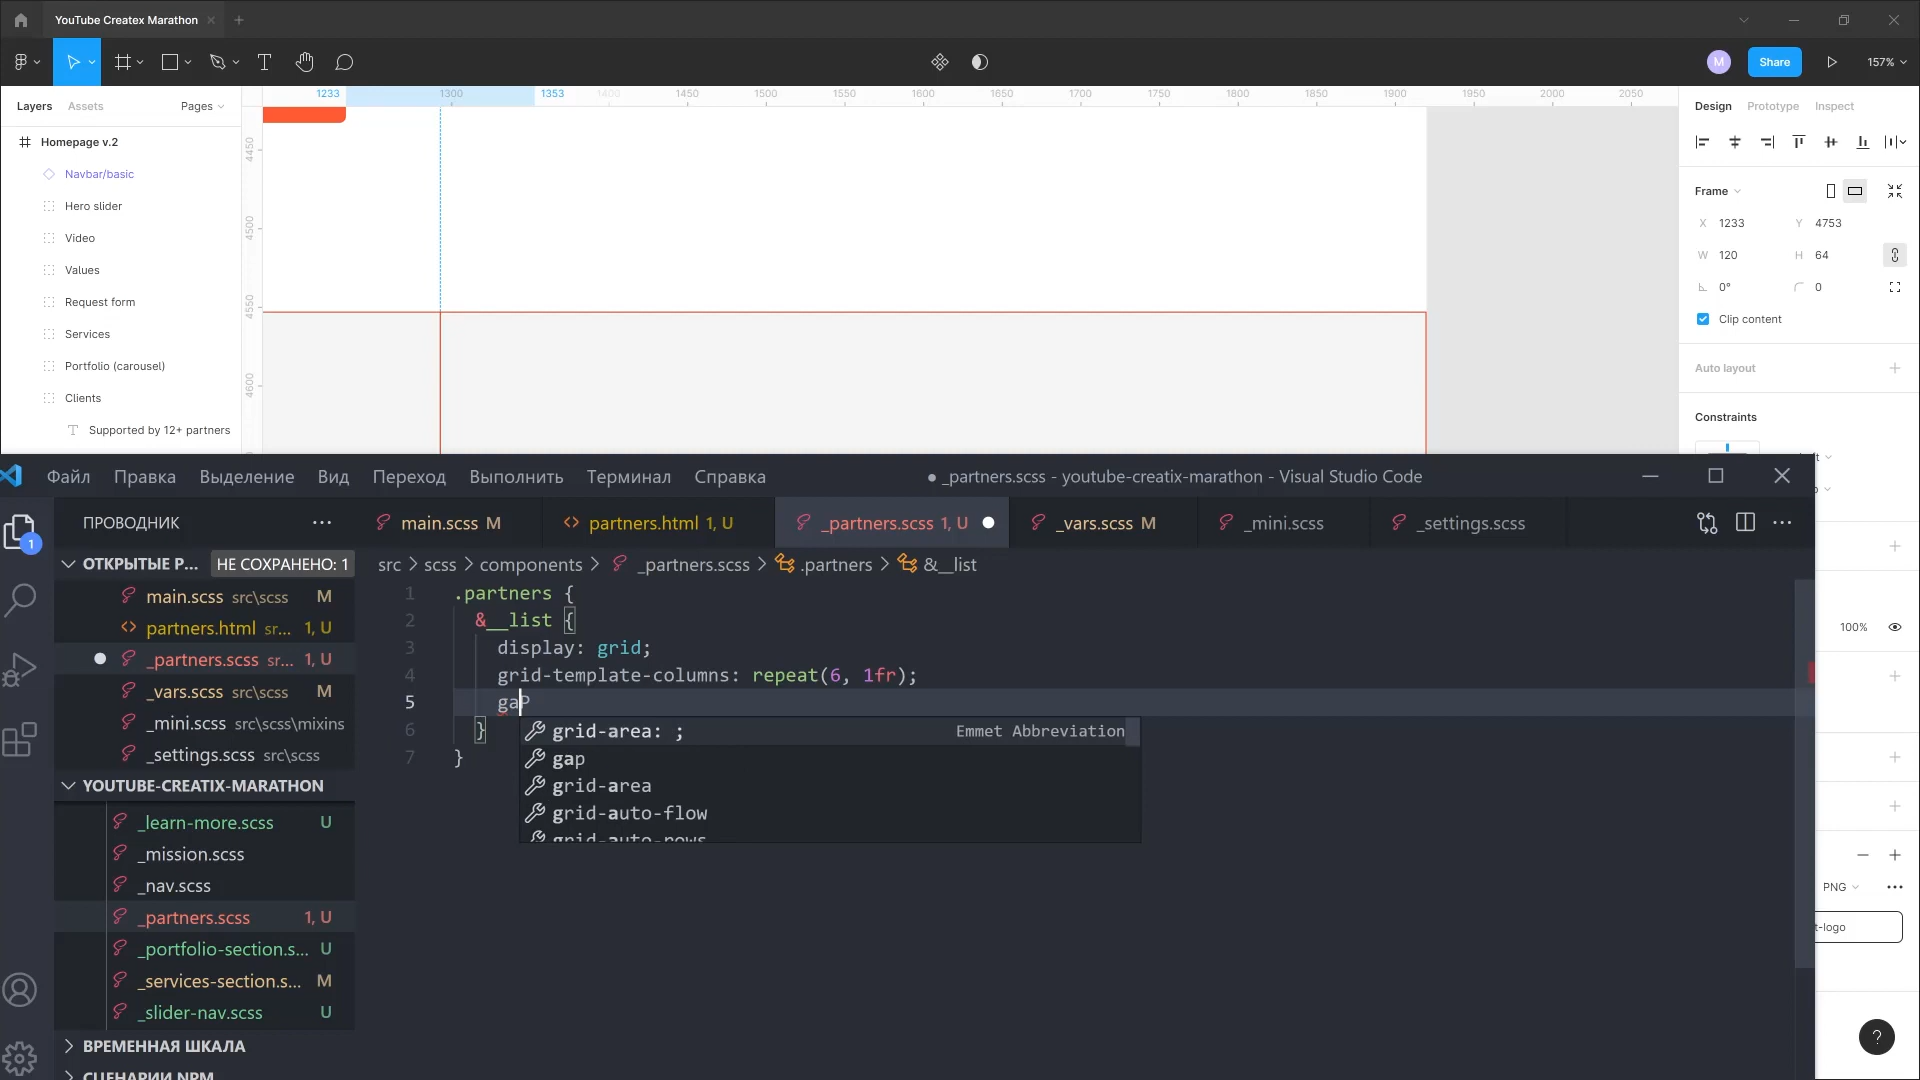 YouTube Createx Marathon
Share
M
157%
Layers
Assets
Pages
1233
1300
1353
1400
1450
1500
1550
1600
1650
1700
1750
1800
1850
1900
1950
2000
2050
Design
Prototype
Inspect
Homepage v.2
Navbar/basic
Hero slider
Video
Values
Request form
Services
Portfolio (carousel)
Clients
Supported by 12+ partners
4450
4500
4550
4600
Frame
X 1233 Y 4753
W 120 H 64
0° 0
Clip content
Auto layout
Constraints
100%
PNG
t-logo
?
Файл Правка Выделение Вид Переход Выполнить Терминал Справка
● _partners.scss - youtube-creatix-marathon - Visual Studio Code
ПРОВОДНИК
main.scss M
partners.html 1, U
_partners.scss 1, U
_vars.scss M
_mini.scss
_settings.scss
1
ОТКРЫТЫЕ Р... НЕ СОХРАНЕНО: 1
main.scss src\scss M
partners.html sr... 1, U
_partners.scss sr... 1, U
_vars.scss src\scss M
_mini.scss src\scss\mixins
_settings.scss src\scss
YOUTUBE-CREATIX-MARATHON
_learn-more.scss U
_mission.scss
_nav.scss
_partners.scss 1, U
_portfolio-section.s... U
_services-section.s... M
_slider-nav.scss U
ВРЕМЕННАЯ ШКАЛА
СЦЕНАРИИ NPM
src > scss > components > _partners.scss > .partners > &__list
1 .partners {
2 &__list {
3 display: grid;
4 grid-template-columns: repeat(6, 1fr);
5 gaP
6 }
7 }
grid-area: ; Emmet Abbreviation
gap
grid-area
grid-auto-flow
grid-auto-rows